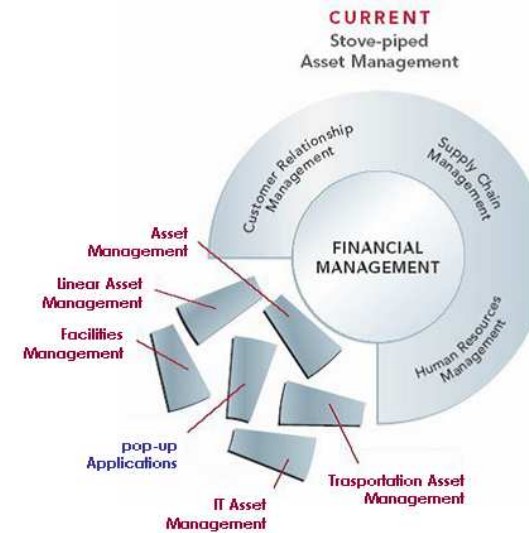 CURRENT
Stove-piped
Asset Management
Customer Relationship
Management
Supply Chain
Management
FINANCIAL
MANAGEMENT
Human Resources
Management
Asset
Management
Linear Asset
Management
Facilities
Management
pop-up
Applications
IT Asset
Management
Trasportation Asset
Management